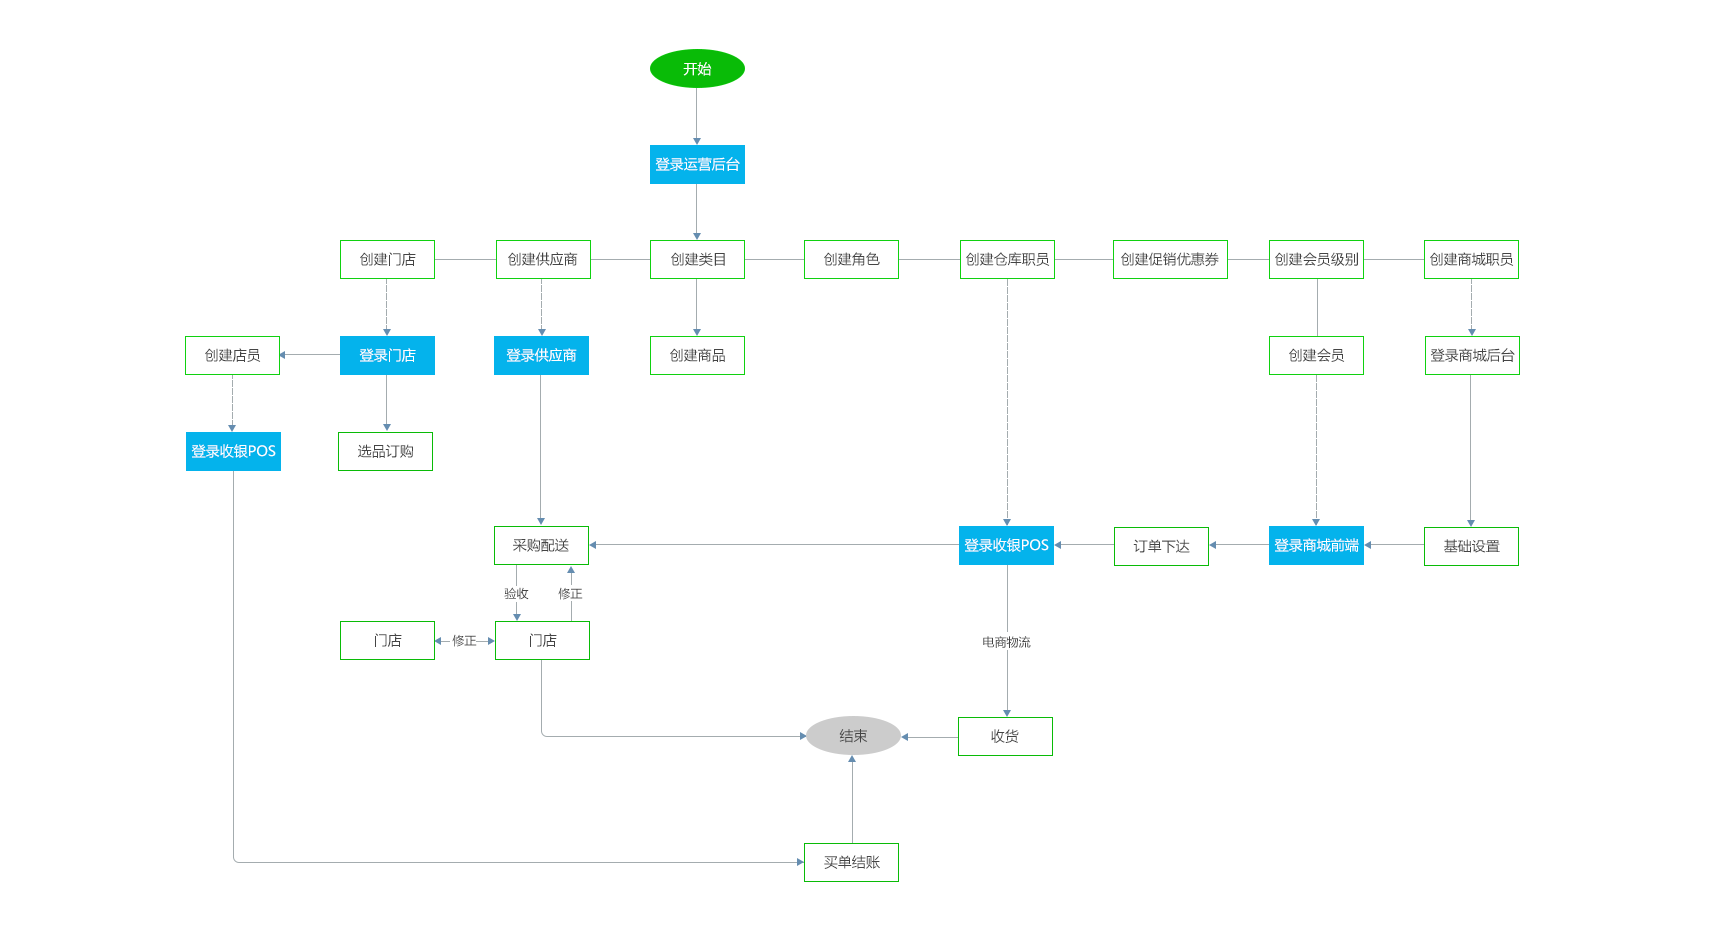 开始
登录运营后台
创建门店
创建供应商
创建类目
创建角色
创建仓库职员
创建促销优惠券
创建会员级别
创建商城职员
创建店员
登录门店
登录供应商
创建商品
创建会员
登录商城后台
登录收银POS
选品订购
采购配送
登录收银POS
订单下达
登录商城前端
基础设置
验收
修正
门店
修正
门店
电商物流
结束
收货
买单结账